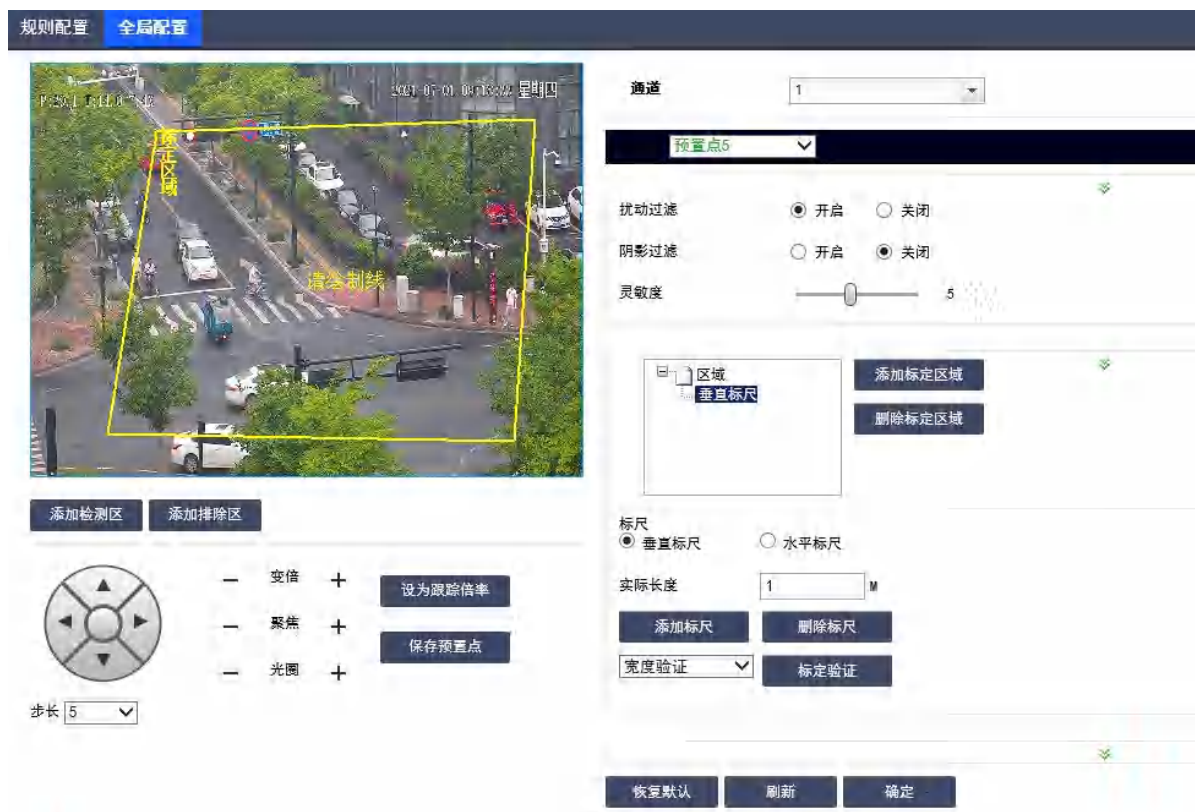 规则配置 全局配置
星期四
标定区域
请绘制线
通道 1
预置点5
扰动过滤 开启 关闭
阴影过滤 开启 关闭
灵敏度 5
区域
垂直标尺
添加标定区域
删除标定区域
添加检测区 添加排除区
标尺
垂直标尺 水平标尺
变倍
设为跟踪倍率
实际长度 1 M
聚焦
添加标尺 删除标尺
保存预置点
光圈
宽度验证 标定验证
步长 5
恢复默认 刷新 确定